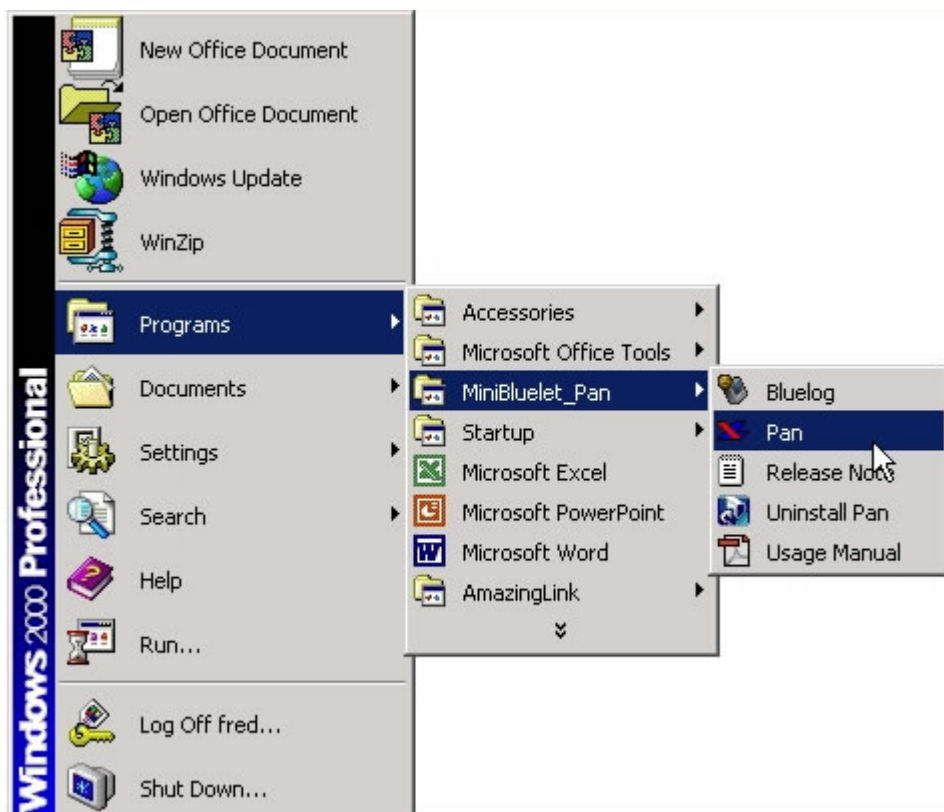 New Office Document
Open Office Document
Windows Update
WinZip
Programs
Documents
Settings
Search
Help
Run...
Log Off fred...
Shut Down...
Windows 2000 Professional
Accessories
Microsoft Office Tools
MiniBluelet_Pan
Startup
Microsoft Excel
Microsoft PowerPoint
Microsoft Word
AmazingLink
Bluelog
Pan
Release Note
Uninstall Pan
Usage Manual